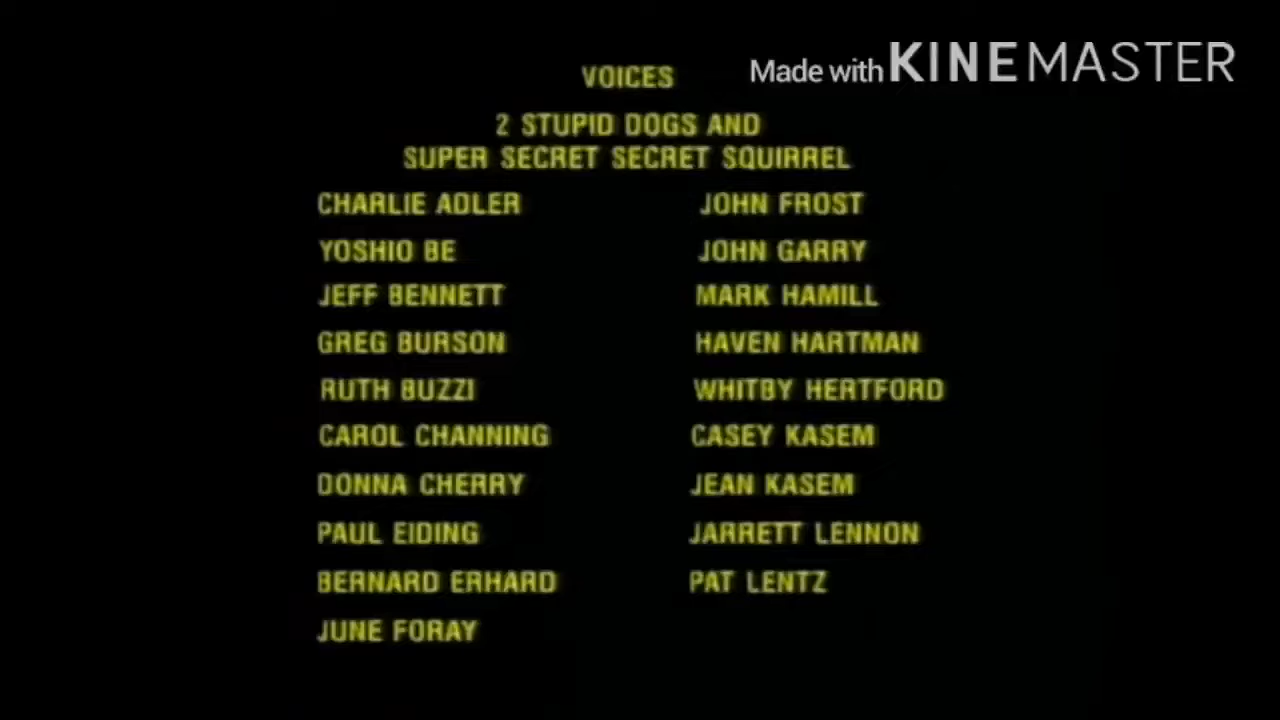 Made with KINEMASTER
VOICES
2 STUPID DOGS AND
SUPER SECRET SECRET SQUIRREL
CHARLIE ADLER
YOSHIO BE
JEFF BENNETT
GREG BURSON
RUTH BUZZI
CAROL CHANNING
DONNA CHERRY
PAUL EIDING
BERNARD ERHARD
JUNE FORAY
JOHN FROST
JOHN GARRY
MARK HAMILL
HAVEN HARTMAN
WHITBY HERTFORD
CASEY KASEM
JEAN KASEM
JARRETT LENNON
PAT LENTZ